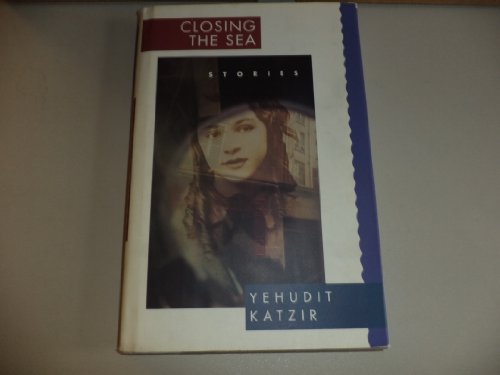 CLOSING
THE SEA
STORIES
YEHUDIT
KATZIR